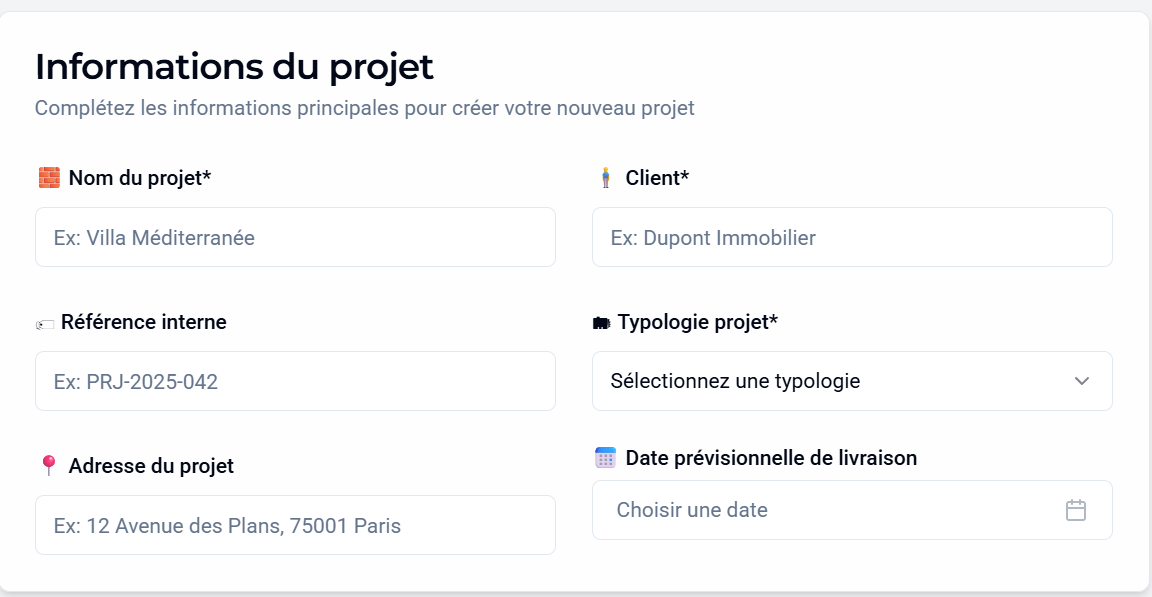 Informations du projet
Complétez les informations principales pour créer votre nouveau projet
Nom du projet*
Client*
Ex: Villa Méditerranée
Ex: Dupont Immobilier
Référence interne
Typologie projet*
Ex: PRJ-2025-042
Sélectionnez une typologie
Adresse du projet
Date prévisionnelle de livraison
Ex: 12 Avenue des Plans, 75001 Paris
Choisir une date